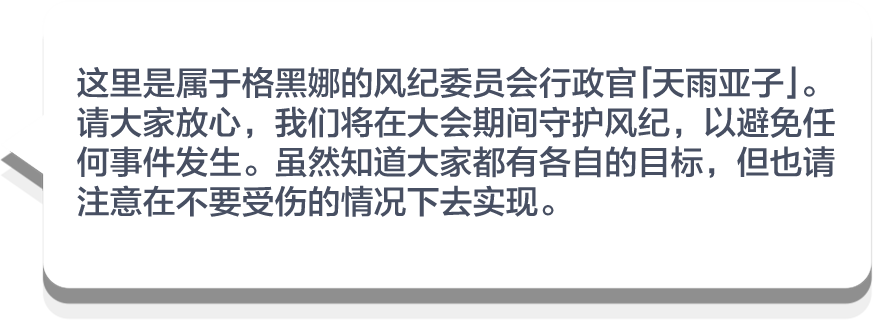 这里是属于格黑娜的风纪委员会行政官「天雨亚子」。
请大家放心，我们将在大会期间守护风纪，以避免任
何事件发生。虽然知道大家都有各自的目标，但也请
注意在不要受伤的情况下去实现。